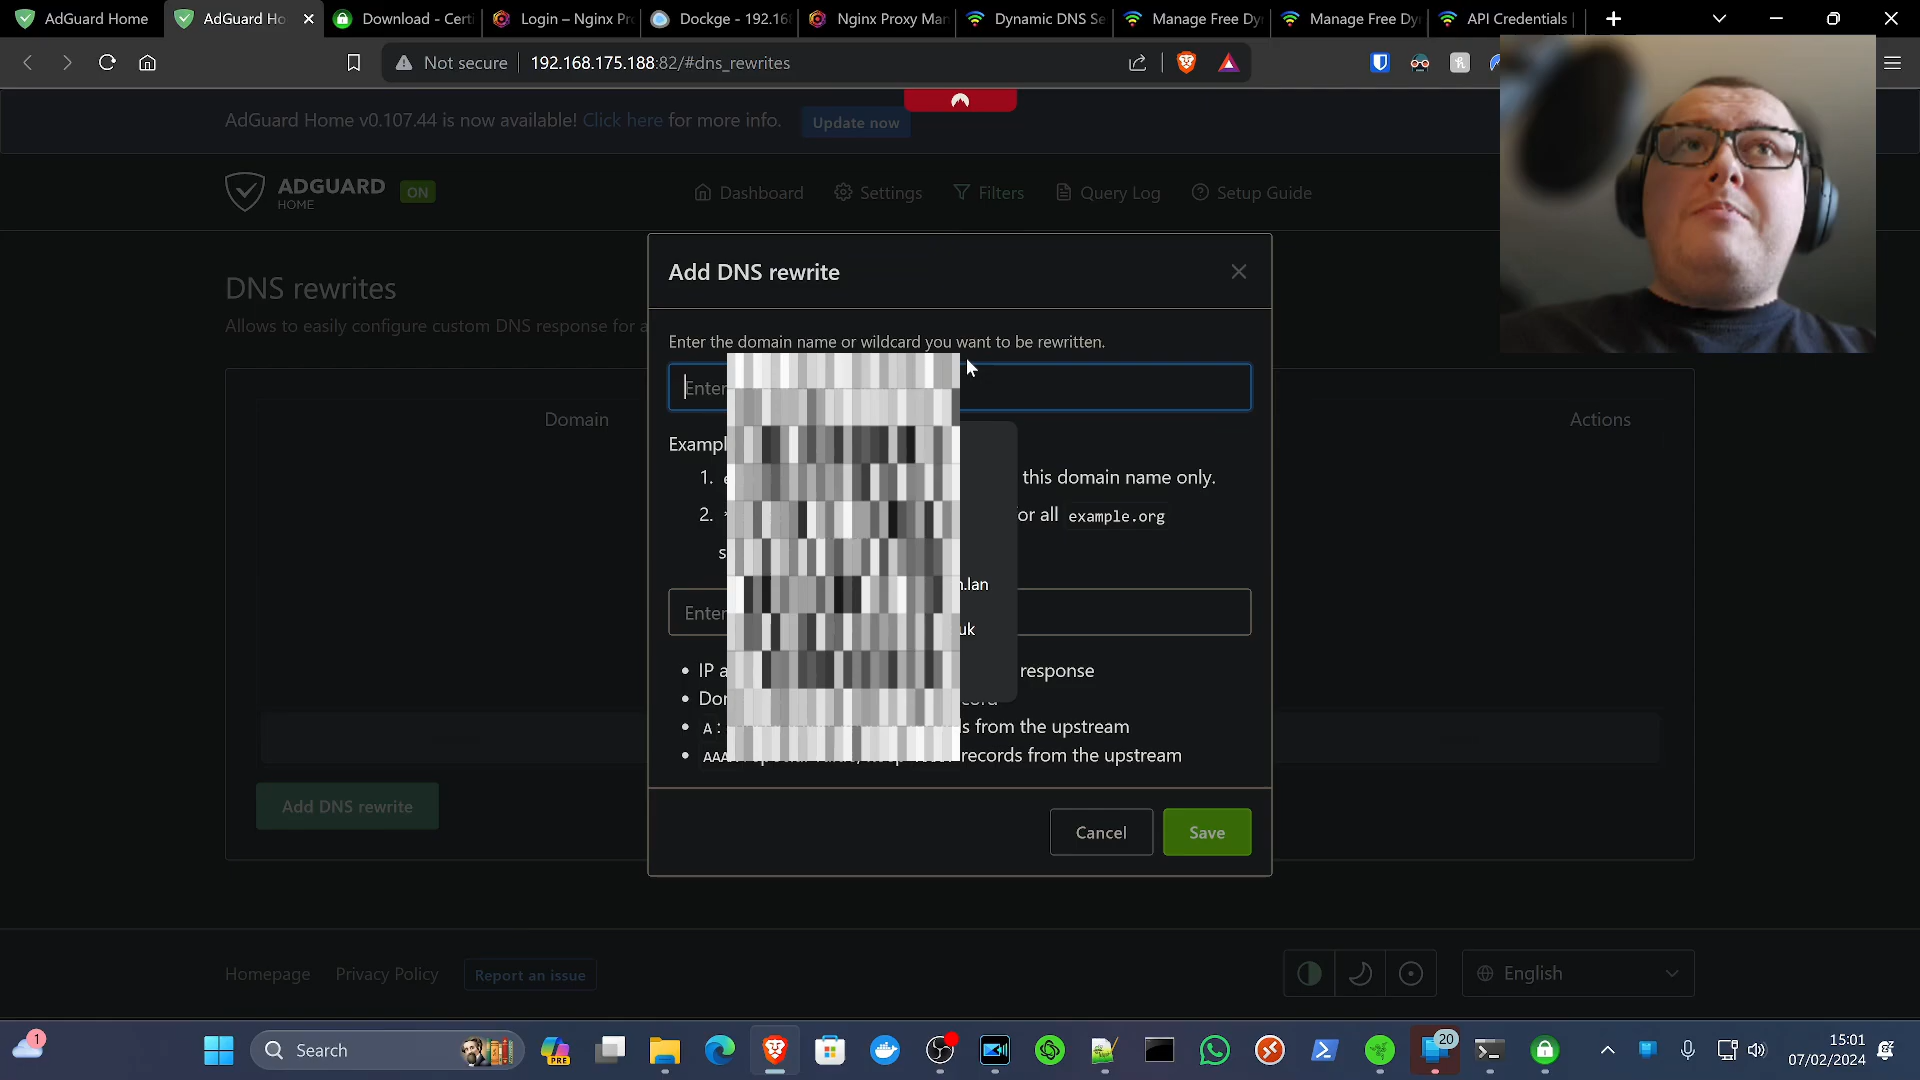 AdGuard Home
AdGuard Ho
Download - Certi
Login – Nginx Pr
Dockge - 192.16
Nginx Proxy Man
Dynamic DNS Se
Manage Free Dy
Manage Free Dy
API Credentials |
Not secure
192.168.175.188:82/#dns_rewrites
AdGuard Home v0.107.44 is now available! Click here for more info.
Update now
ADGUARD
HOME
ON
Dashboard
Settings
Filters
Query Log
Setup Guide
DNS rewrites
Allows to easily configure custom DNS response for a
Domain
Actions
Add DNS rewrite
Add DNS rewrite
Enter the domain name or wildcard you want to be rewritten.
Enter
Exampl
1.
this domain name only.
2.
or all example.org
s
.lan
uk
Enter
IP a
response
Do
A:
s from the upstream
AAA
records from the upstream
Cancel
Save
Homepage
Privacy Policy
Report an issue
English
1
Search
PRE
20
15:01
07/02/2024